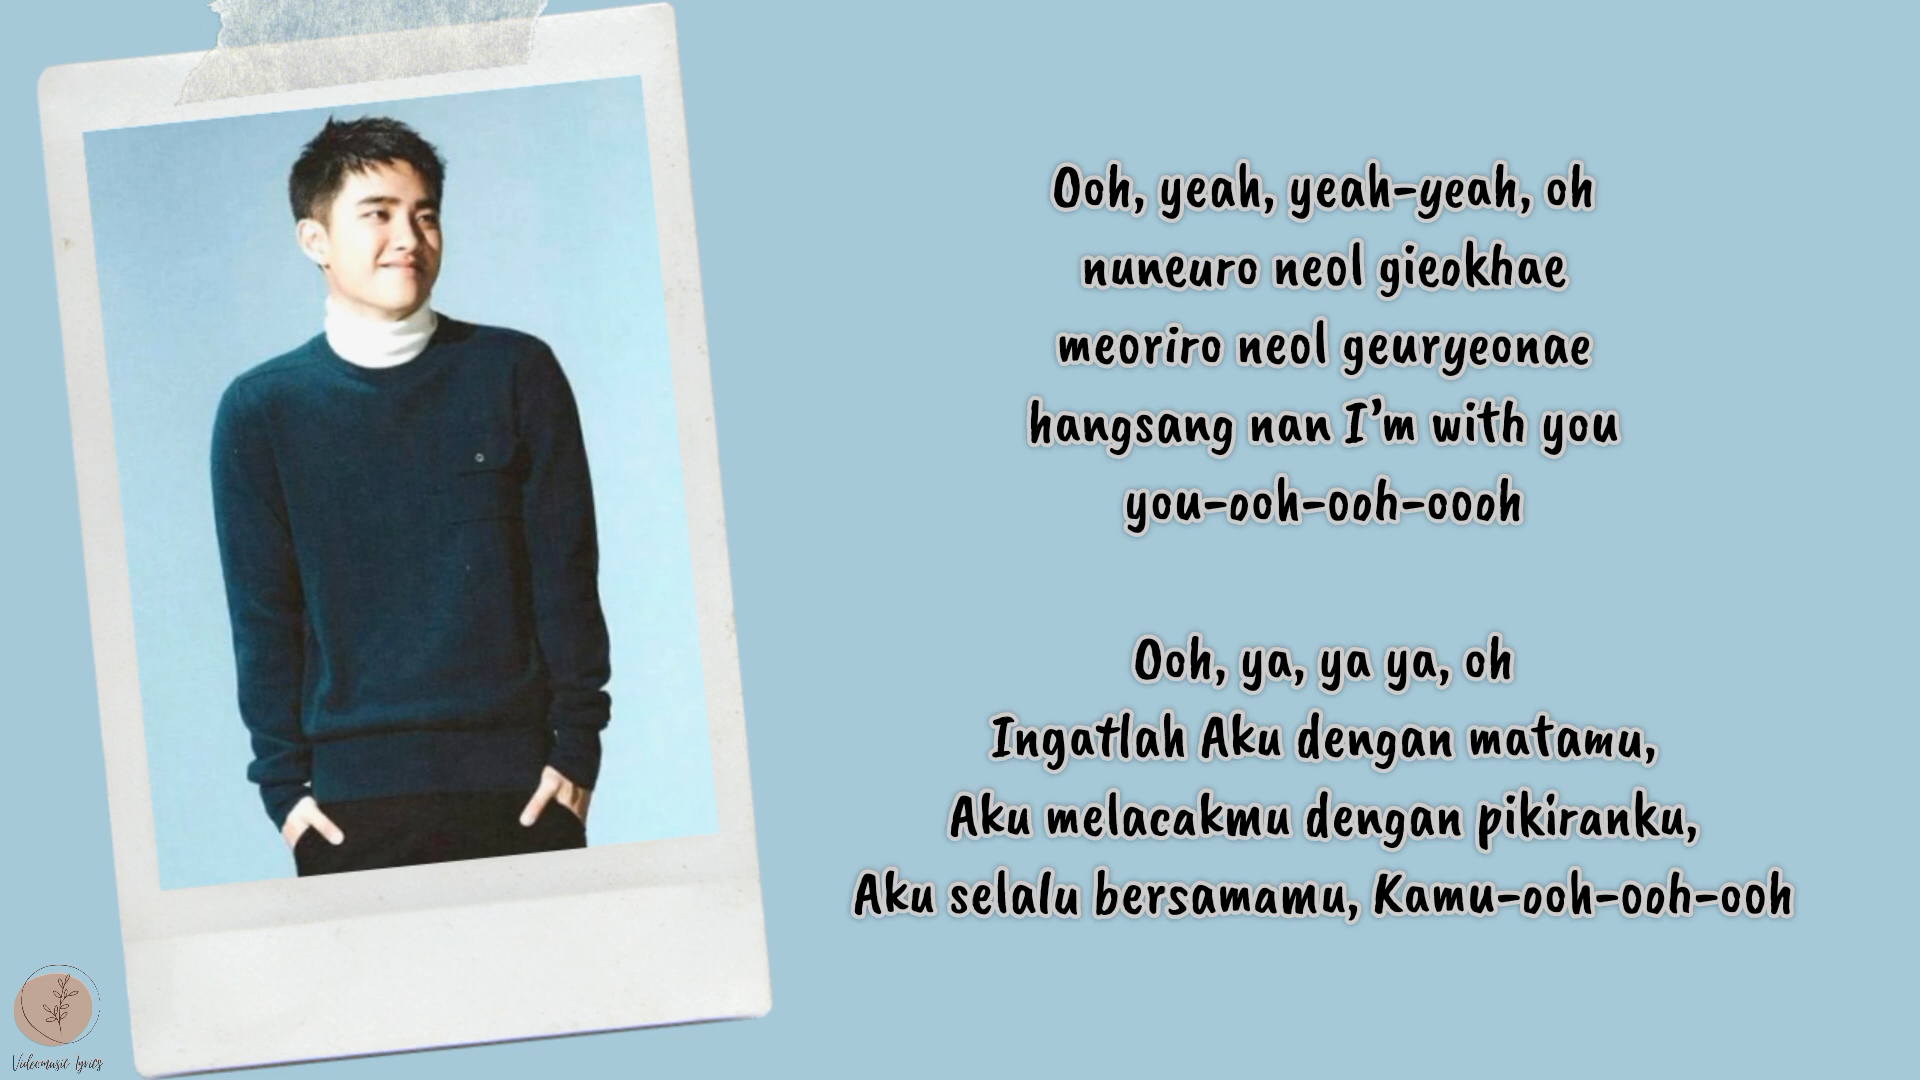 Ooh, yeah, yeah-yeah, oh
nuneuro neol gieokhae
meoriro neol geuryeonae
hangsang nan I'm with you
you-ooh-ooh-oooh
Ooh, ya, ya ya, oh
Ingatlah Aku dengan matamu,
Aku melacakmu dengan pikiranku,
Aku selalu bersamamu, Kamu-ooh-ooh-ooh
Videomusic lyrics